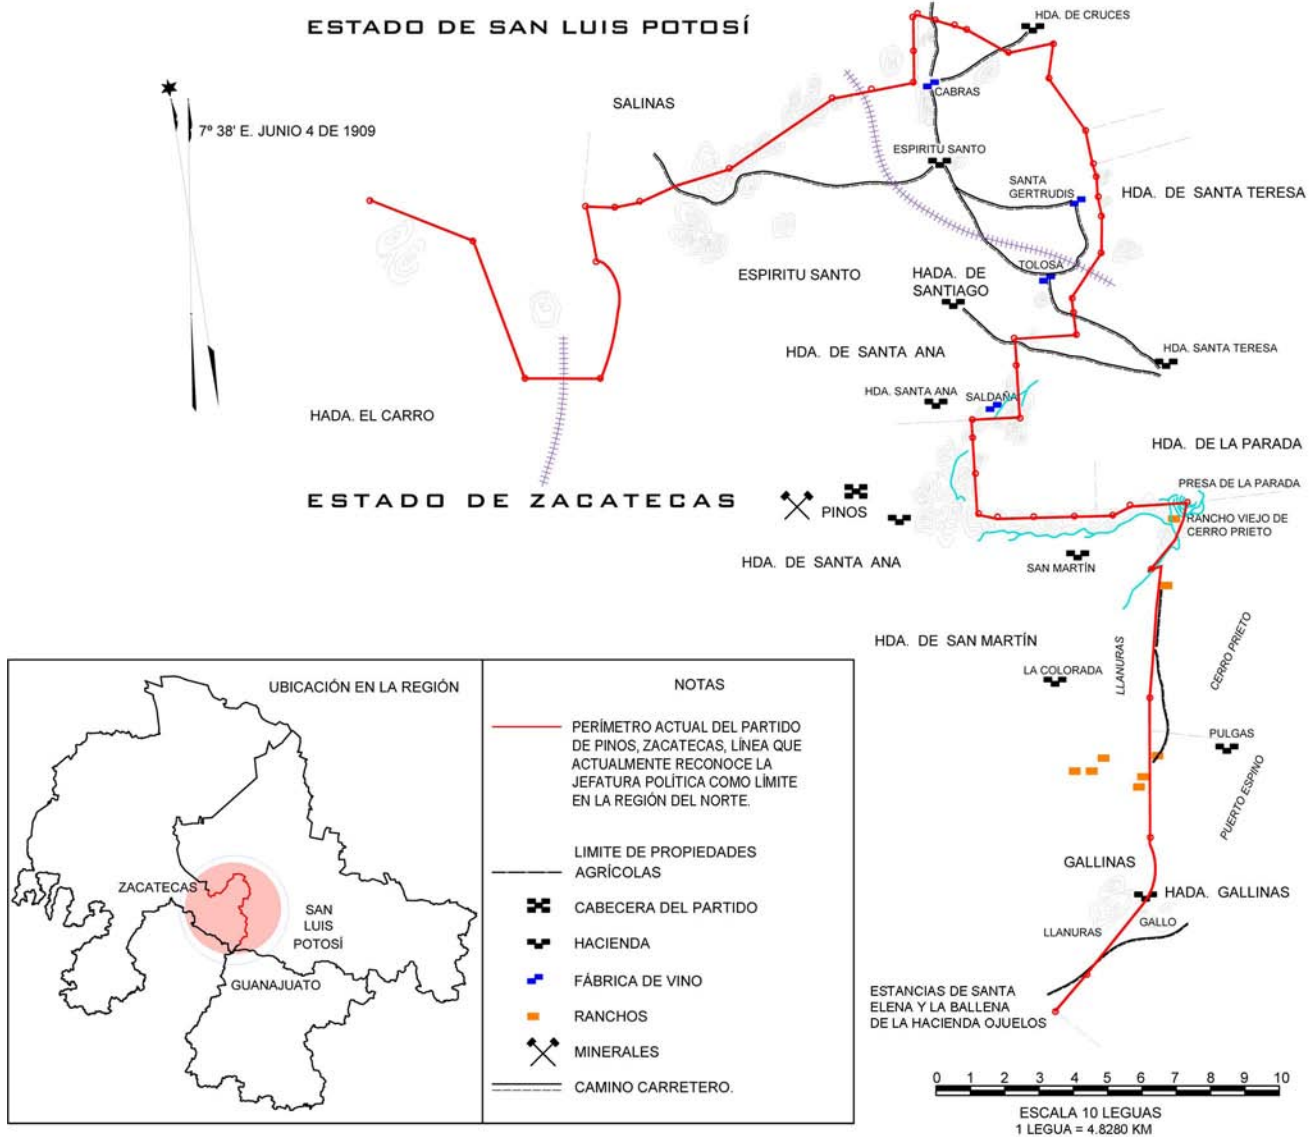 ESTADO DE SAN LUIS POTOSÍ
HDA. DE CRUCES
CABRAS
SALINAS
7º 38' E. JUNIO 4 DE 1909
ESPIRITU SANTO
SANTA
GERTRUDIS
HDA. DE SANTA TERESA
ESPIRITU SANTO
TOLOSA
HADA. DE
SANTIAGO
HDA. DE SANTA ANA
HDA. SANTA TERESA
HDA. SANTA ANA
SALDAÑA
HADA. EL CARRO
HDA. DE LA PARADA
ESTADO DE ZACATECAS
PRESA DE LA PARADA
PINOS
RANCHO VIEJO DE
CERRO PRIETO
HDA. DE SANTA ANA
SAN MARTÍN
HDA. DE SAN MARTÍN
LLANURAS
CERRO PRIETO
LA COLORADA
PULGAS
PUERTO ESPINO
GALLINAS
HADA. GALLINAS
GALLO
LLANURAS
ESTANCIAS DE SANTA
ELENA Y LA BALLENA
DE LA HACIENDA OJUELOS
0 1 2 3 4 5 6 7 8 9 10
ESCALA 10 LEGUAS
1 LEGUA = 4.8280 KM
UBICACIÓN EN LA REGIÓN
ZACATECAS
SAN
LUIS
POTOSÍ
GUANAJUATO
NOTAS
PERÍMETRO ACTUAL DEL PARTIDO
DE PINOS, ZACATECAS, LÍNEA QUE
ACTUALMENTE RECONOCE LA
JEFATURA POLÍTICA COMO LÍMITE
EN LA REGIÓN DEL NORTE.
LIMITE DE PROPIEDADES
AGRÍCOLAS
CABECERA DEL PARTIDO
HACIENDA
FÁBRICA DE VINO
RANCHOS
MINERALES
CAMINO CARRETERO.